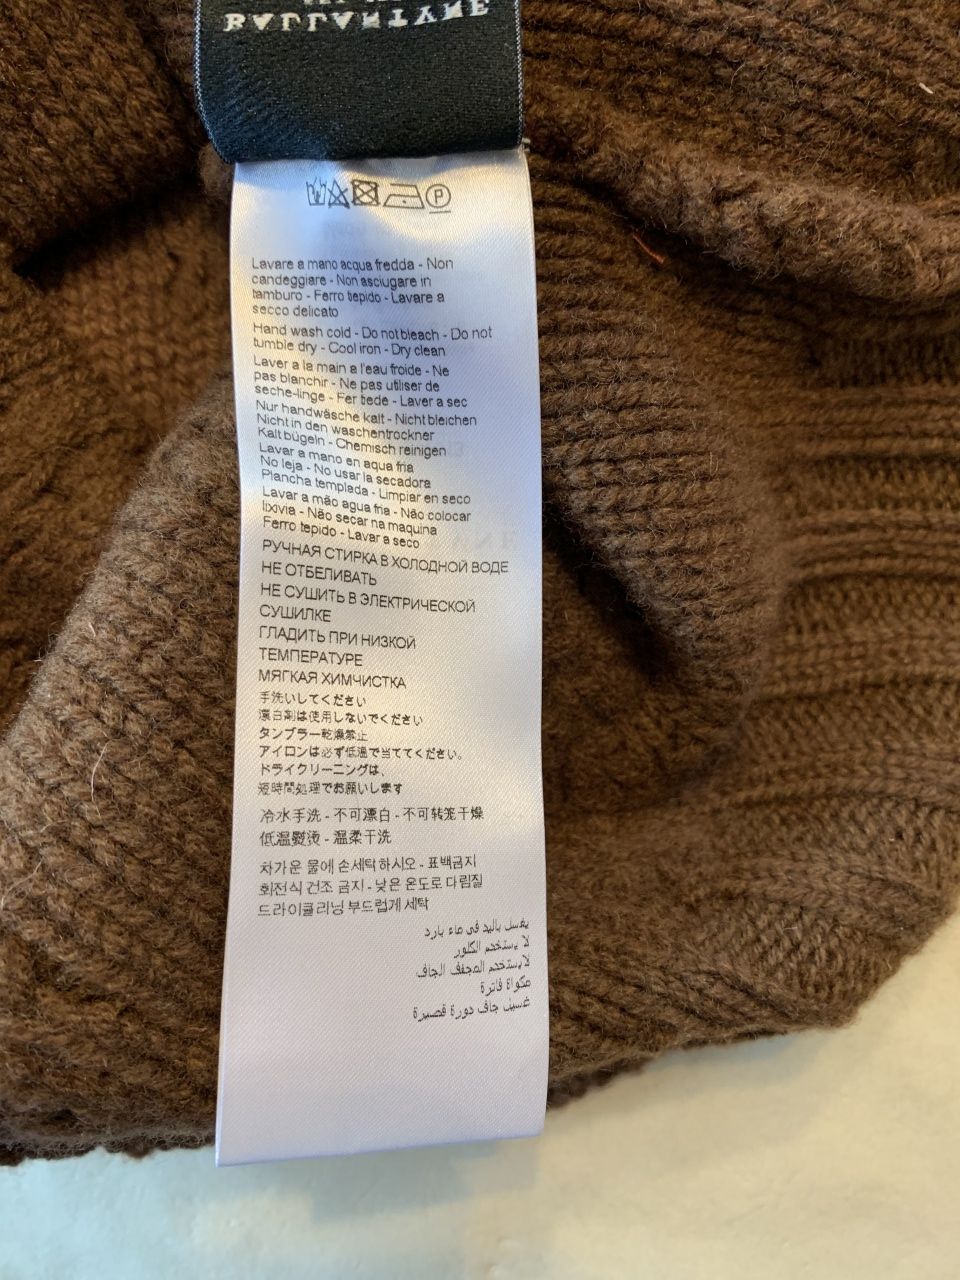 BALLANTYNE
P
Lavare a mano acqua fredda - Non
candeggiare - Non asciugare in
tamburo - Ferro tiepido - Lavare a
secco delicato
Hand wash cold - Do not bleach - Do not
tumble dry - Cool iron - Dry clean
Laver a la main a l'eau froide - Ne
pas blanchir - Ne pas utiliser de
seche-linge - Fer tiede - Laver a sec
Nur handwäsche kalt - Nicht bleichen
Nicht in den waschentrockner
Kalt bügeln - Chemisch reinigen
Lavar a mano en aqua fria
No leja - No usar la secadora
Plancha templada - Limpiar en seco
Lavar a mão agua fria - Não colocar
lixivia - Não secar na maquina
Ferro tepido - Lavar a seco
РУЧНАЯ СТИРКА В ХОЛОДНОЙ ВОДЕ
НЕ ОТБЕЛИВАТЬ
НЕ СУШИТЬ В ЭЛЕКТРИЧЕСКОЙ
СУШИЛКЕ
ГЛАДИТЬ ПРИ НИЗКОЙ
ТЕМПЕРАТУРЕ
МЯГКАЯ ХИМЧИСТКА
手洗いしてください
漂白剤は使用しないでください
タンブラー乾燥禁止
アイロンは必ず低温で当ててください。
ドライクリーニングは、
短時間処理でお願いします
冷水手洗 - 不可漂白 - 不可转笼干燥
低温熨烫 - 温柔干洗
차가운 물에 손세탁하시오 - 표백금지
회전식 건조 금지 - 낮은 온도로 다림질
드라이클리닝 부드럽게 세탁
يغسل باليد في ماء بارد
لا يستخدم الكلور
لايستخدم المجفف الجاف
مكواة فاترة
غسيل جاف دورة قصيرة